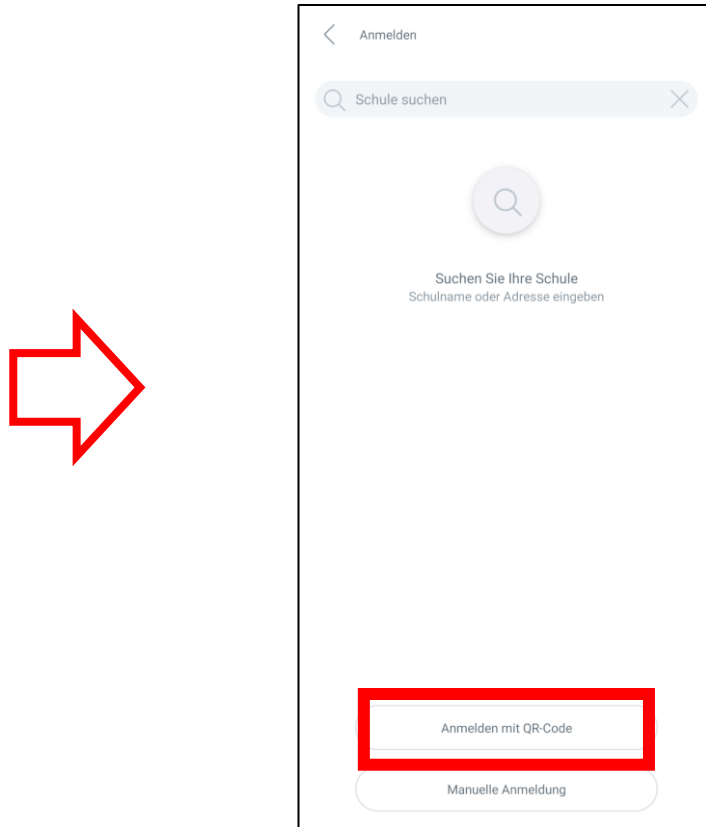 Anmelden
Schule suchen
Suchen Sie Ihre Schule
Schulname oder Adresse eingeben
Anmelden mit QR-Code
Manuelle Anmeldung